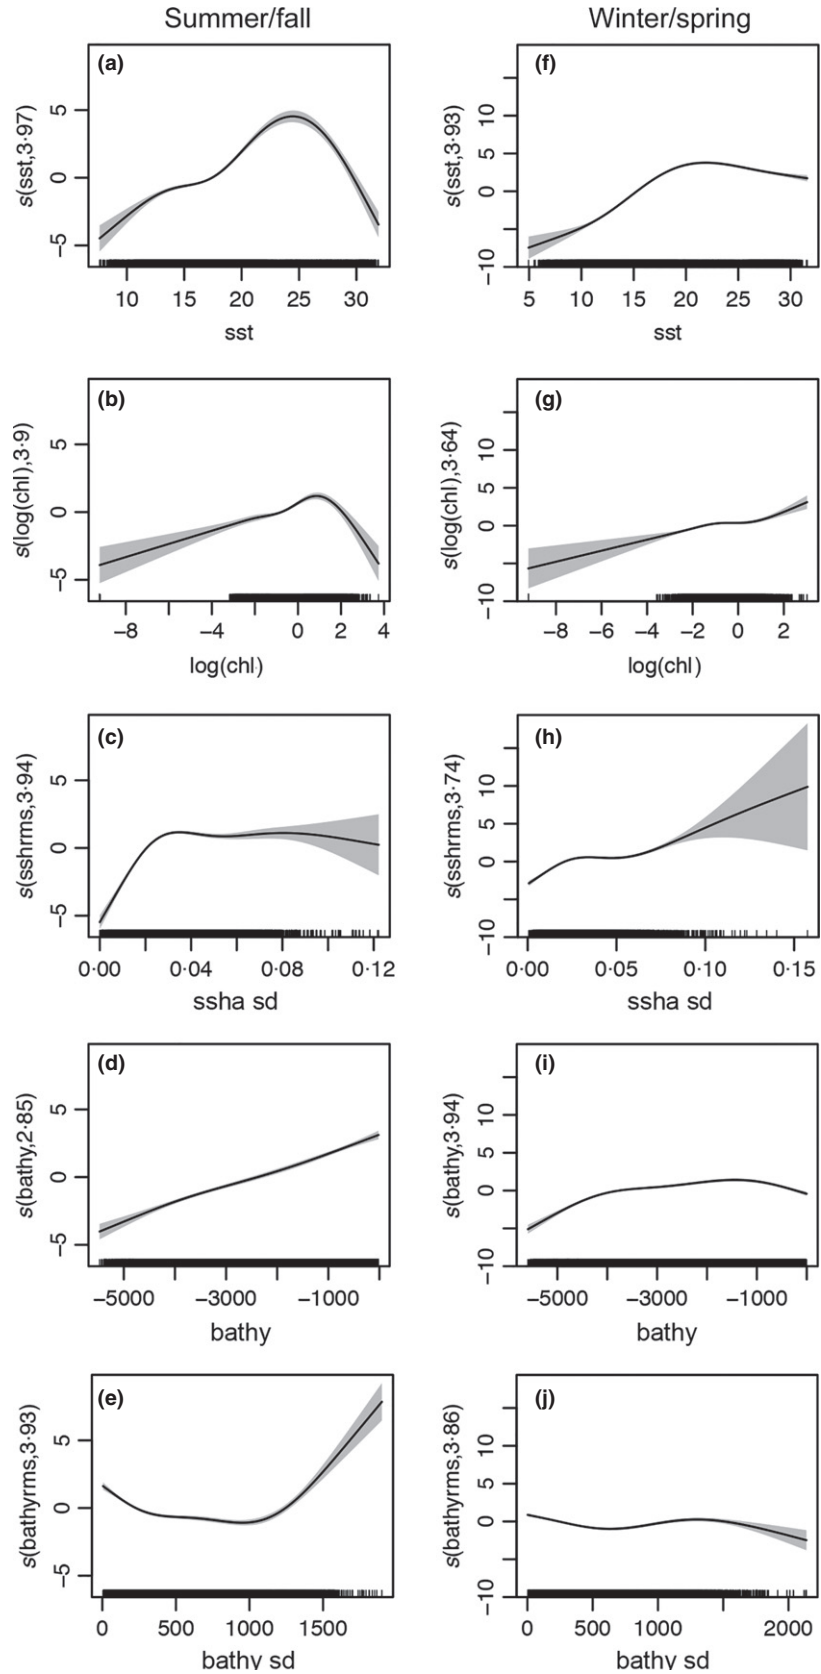 Summer/fall
Winter/spring
(a)
s(sst,3·97)
5
0
−5
10 15 20 25 30
sst
(f)
s(sst,3·93)
10
5
0
−10
5 10 15 20 25 30
sst
(b)
s(log(chl),3·9)
5
0
−5
−8 −4 0 2 4
log(chl)
(g)
s(log(chl),3·64)
10
5
0
−10
−8 −6 −4 −2 0 2
log(chl)
(c)
s(sshrms,3·94)
5
0
−5
0·00 0·04 0·08 0·12
ssha sd
(h)
s(sshrms,3·74)
10
5
0
−10
0·00 0·05 0·10 0·15
ssha sd
(d)
s(bathy,2·85)
5
0
−5
−5000 −3000 −1000
bathy
(i)
s(bathy,3·94)
10
5
0
−10
−5000 −3000 −1000
bathy
(e)
s(bathyrms,3·93)
5
0
−5
0 500 1000 1500
bathy sd
(j)
s(bathyrms,3·86)
10
5
0
−10
0 500 1000 2000
bathy sd